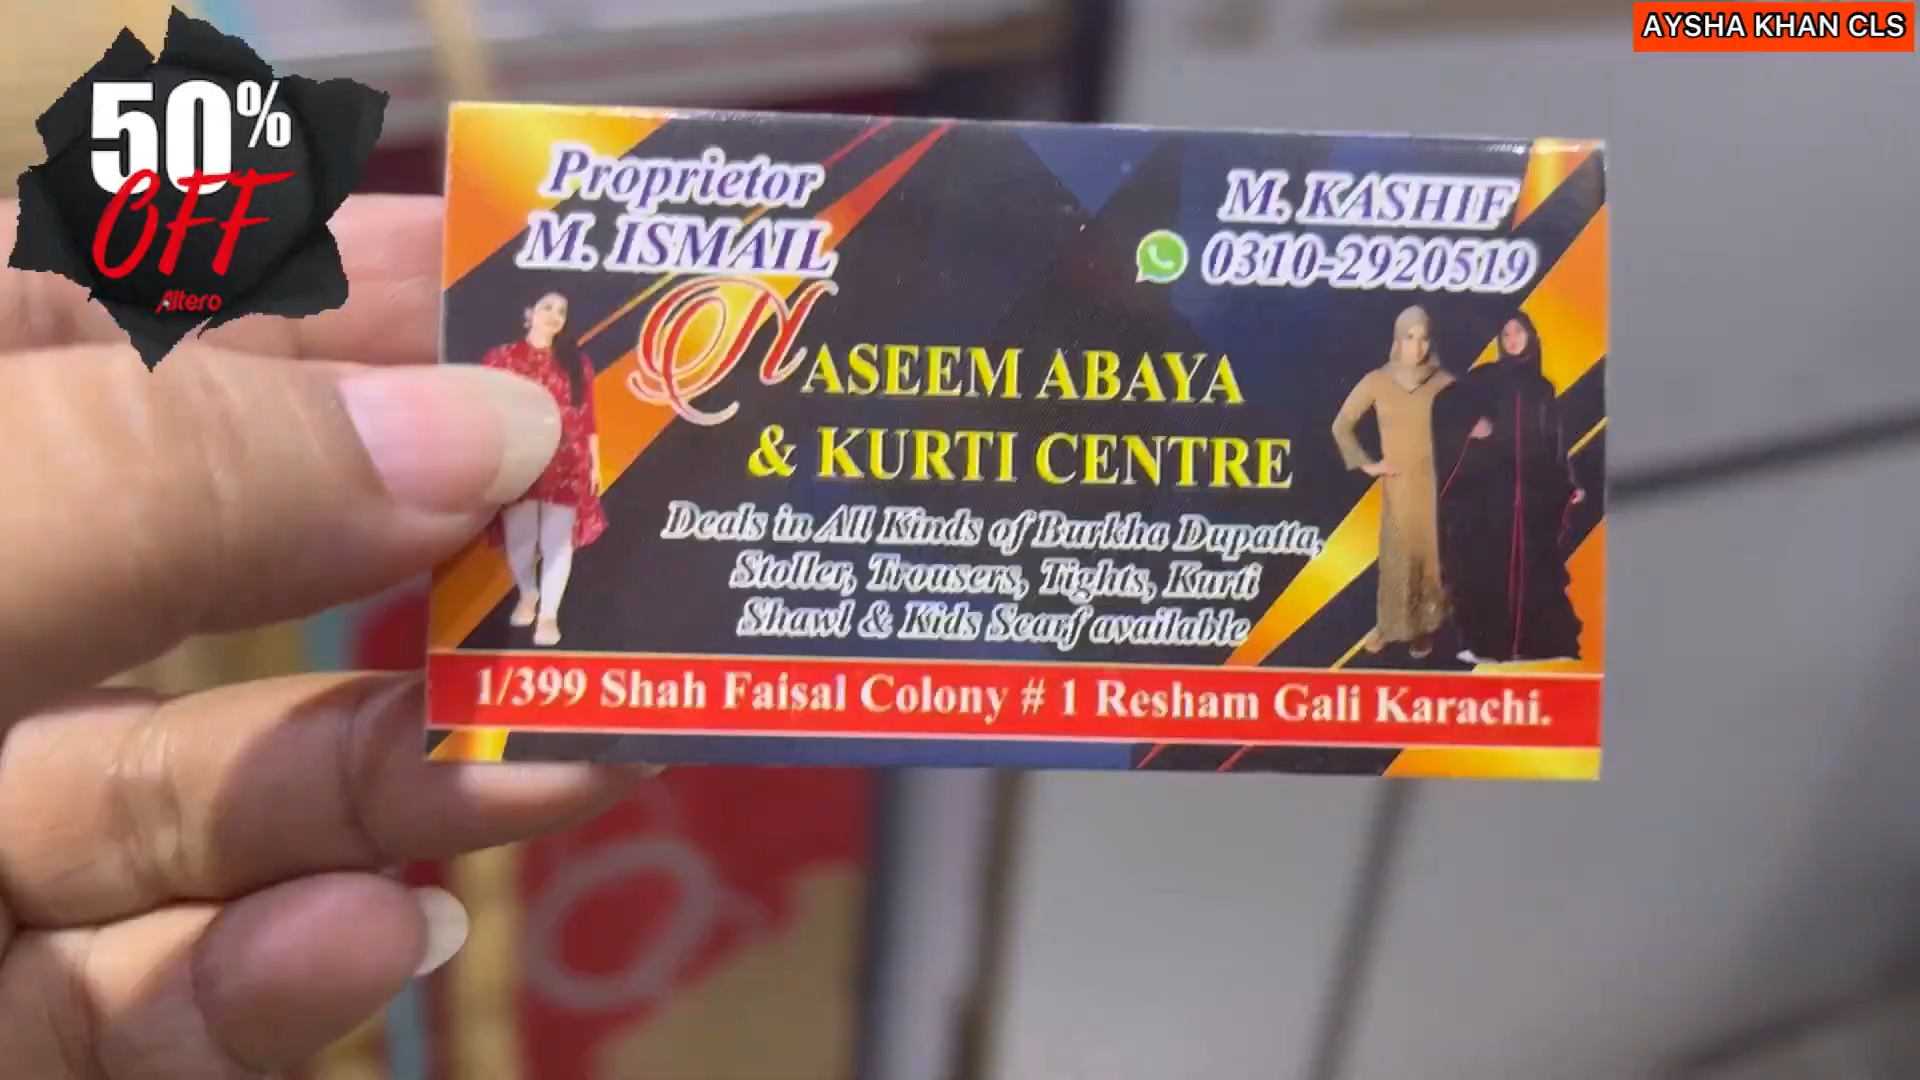 50%
OFF
Altero
AYSHA KHAN CLS
Proprietor
M. ISMAIL
M. KASHIF
0310-2920519
NASEEM ABAYA
& KURTI CENTRE
Deals in All Kinds of Burkha Dupatta,
Stoller, Trousers, Tights, Kurti
Shawl & Kids Scarf available
1/399 Shah Faisal Colony # 1 Resham Gali Karachi.